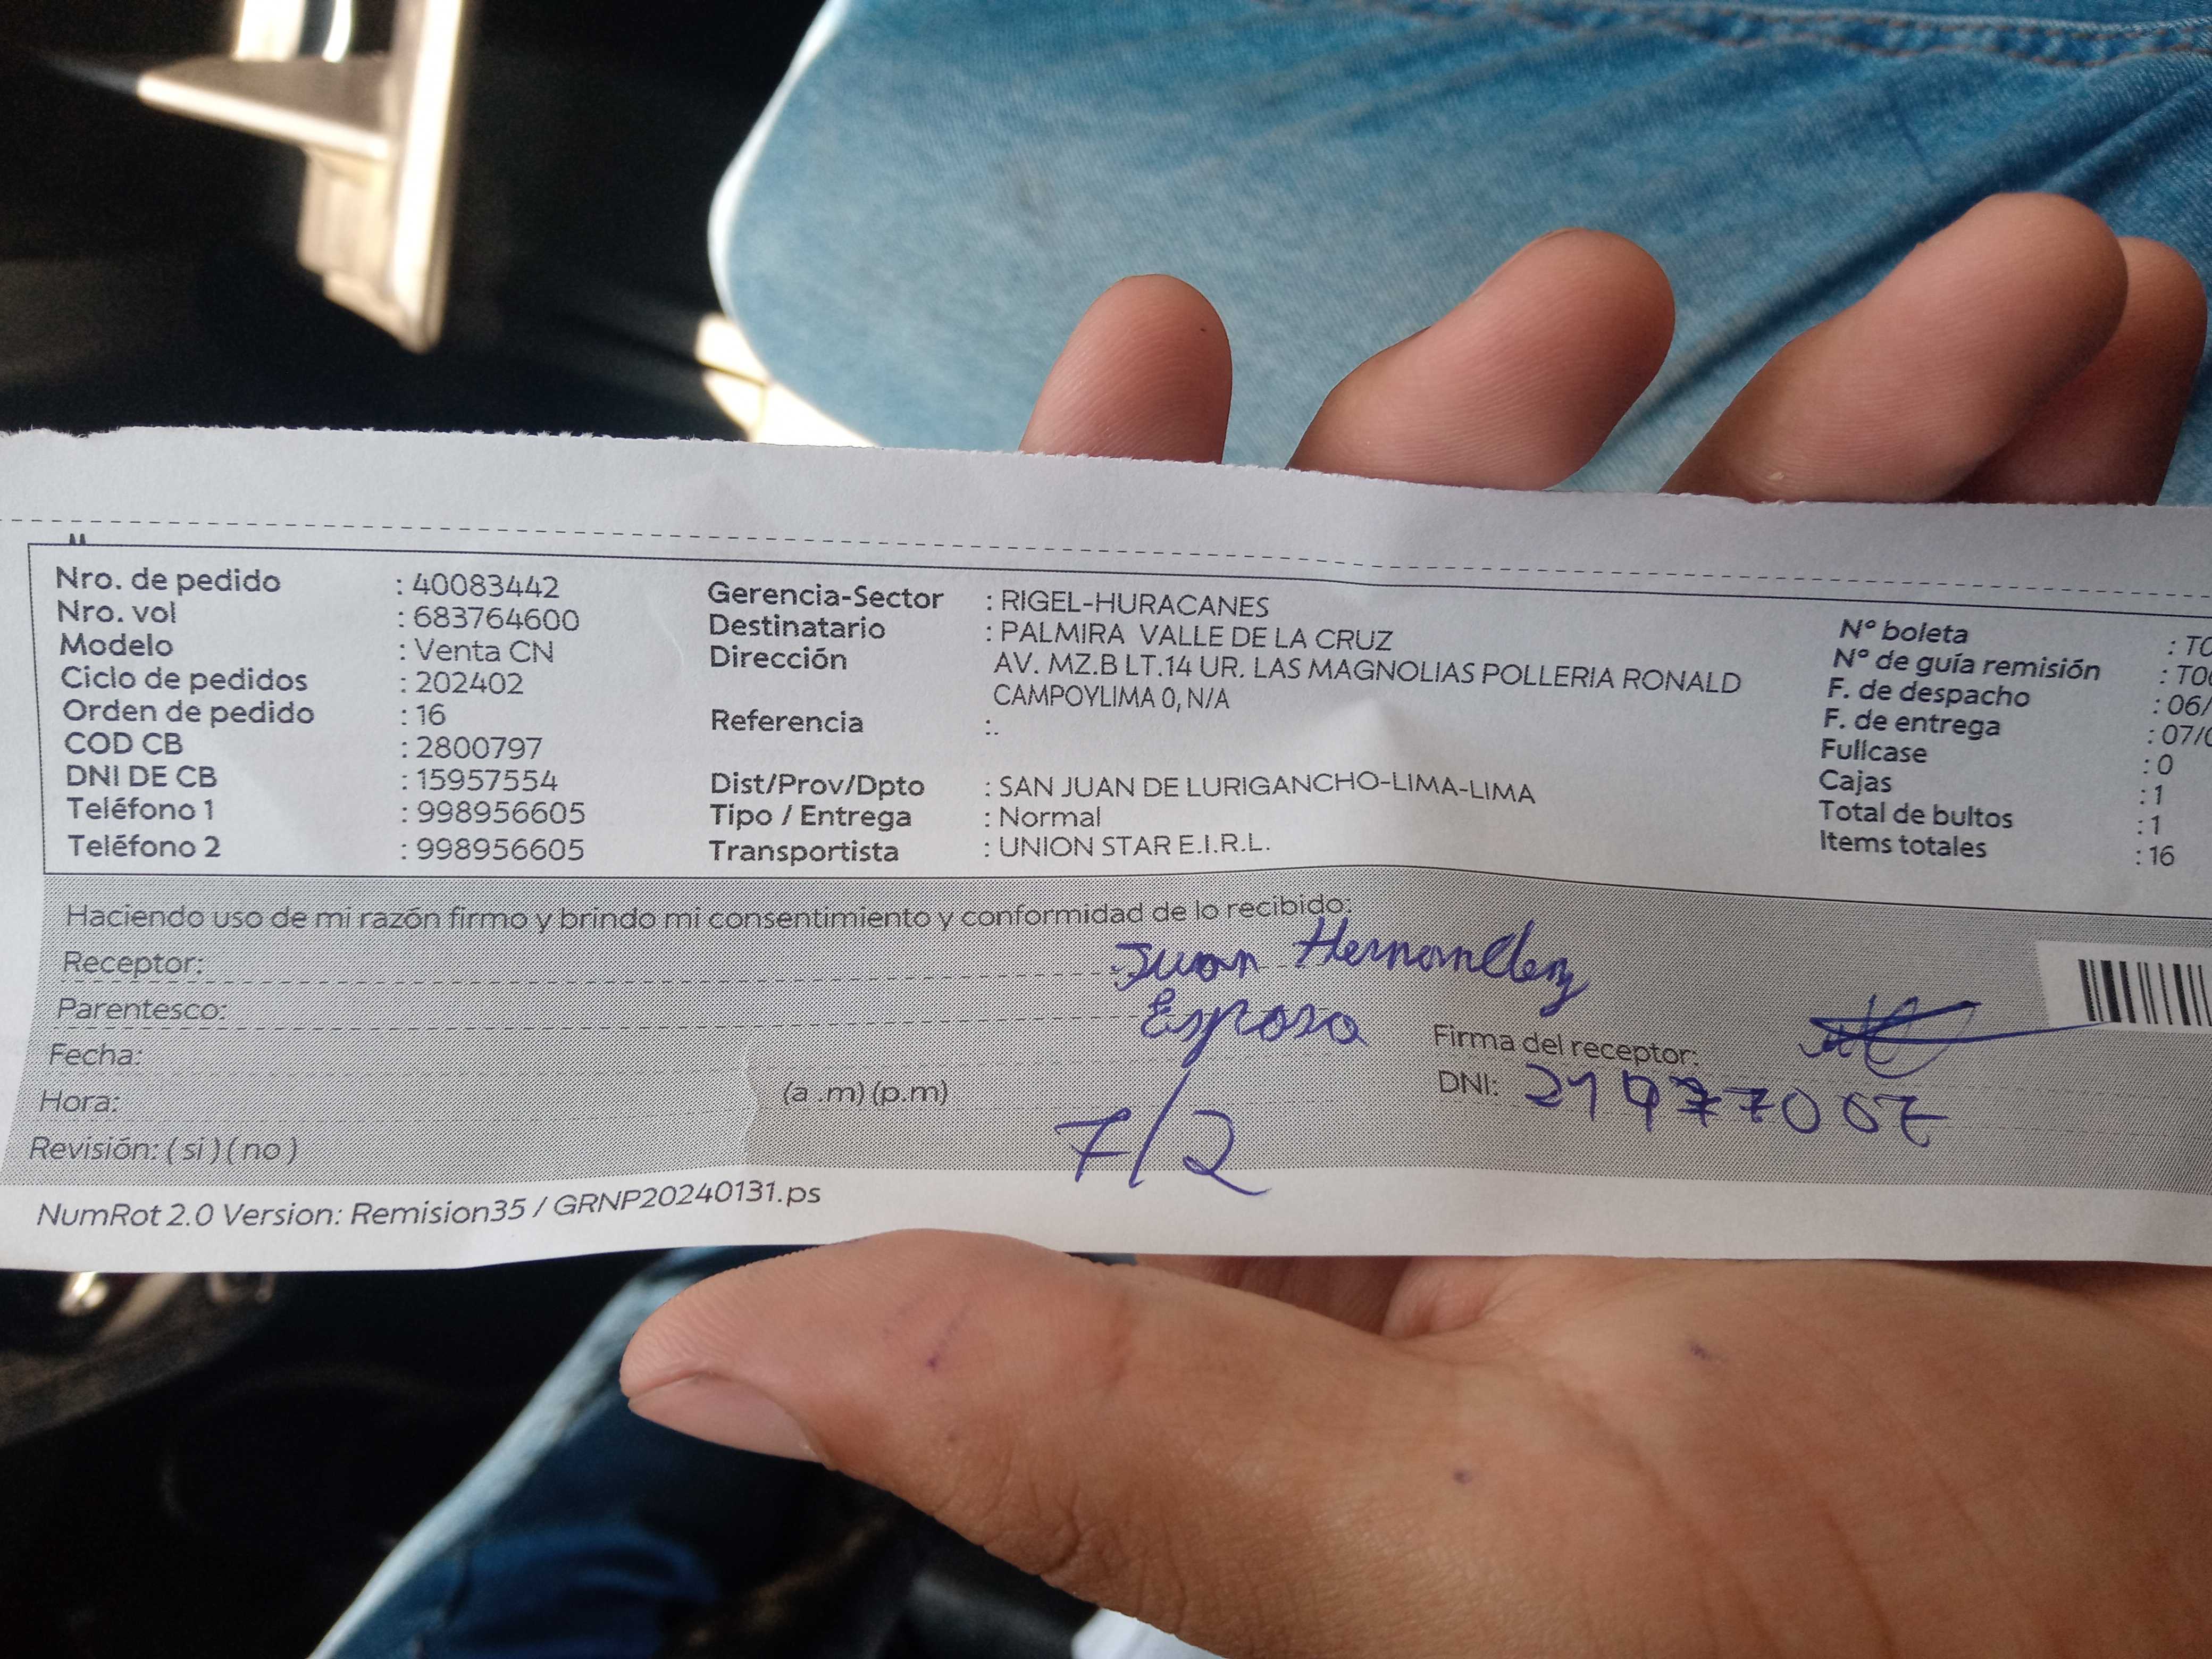 Nro. de pedido : 40083442
Nro. vol : 683764600
Modelo : Venta CN
Ciclo de pedidos : 202402
Orden de pedido : 16
COD CB : 2800797
DNI DE CB : 15957554
Teléfono 1 : 998956605
Teléfono 2 : 998956605
Gerencia-Sector : RIGEL-HURACANES
Destinatario : PALMIRA VALLE DE LA CRUZ
Dirección AV. MZ.B LT.14 UR. LAS MAGNOLIAS POLLERIA RONALD
CAMPOYLIMA 0, N/A
Referencia :.
Dist/Prov/Dpto : SAN JUAN DE LURIGANCHO-LIMA-LIMA
Tipo / Entrega : Normal
Transportista : UNION STAR E.I.R.L.
N° boleta : T0
N° de guía remisión : T0
F. de despacho : 06/
F. de entrega : 07/
Fullcase : 0
Cajas : 1
Total de bultos : 1
Items totales : 16
Haciendo uso de mi razón firmo y brindo mi consentimiento y conformidad de lo recibido:
Receptor: Juan Hernandez
Parentesco: Esposo
Fecha: 7/2
Hora: (a .m) (p.m)
Revisión: ( si ) ( no )
Firma del receptor:
DNI:
NumRot 2.0 Version: Remision35 / GRNP20240131.ps